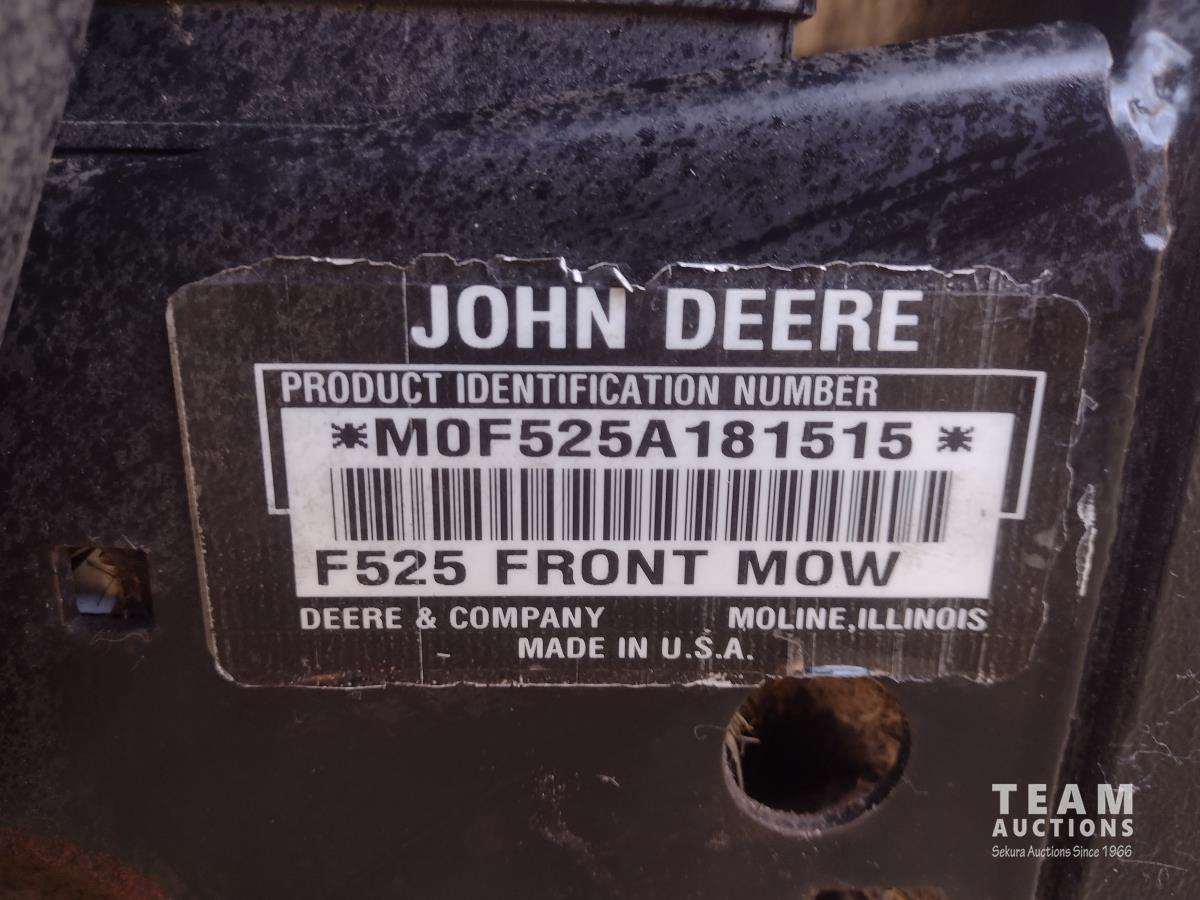 JOHN DEERE
PRODUCT IDENTIFICATION NUMBER
*M0F525A181515 *
F525 FRONT MOW
DEERE & COMPANY MOLINE, ILLINOIS
MADE IN U.S.A.
TEAM
AUCTIONS
Sekura Auctions Since 1966